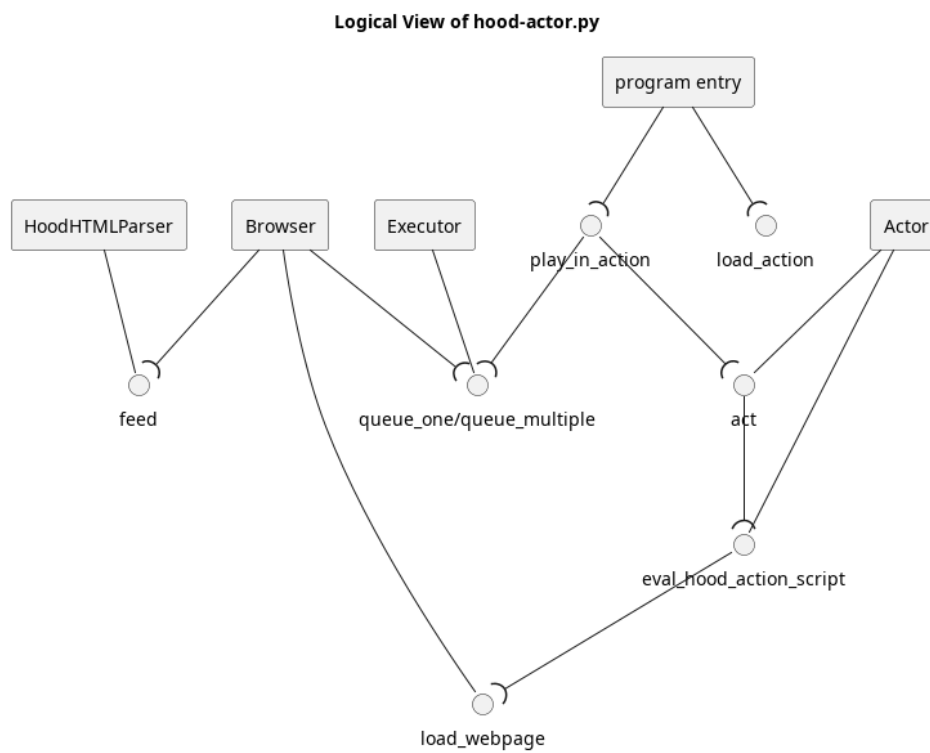 Logical View of hood-actor.py
program entry
HoodHTMLParser
Browser
Executor
Actor
play_in_action
load_action
feed
queue_one/queue_multiple
act
eval_hood_action_script
load_webpage